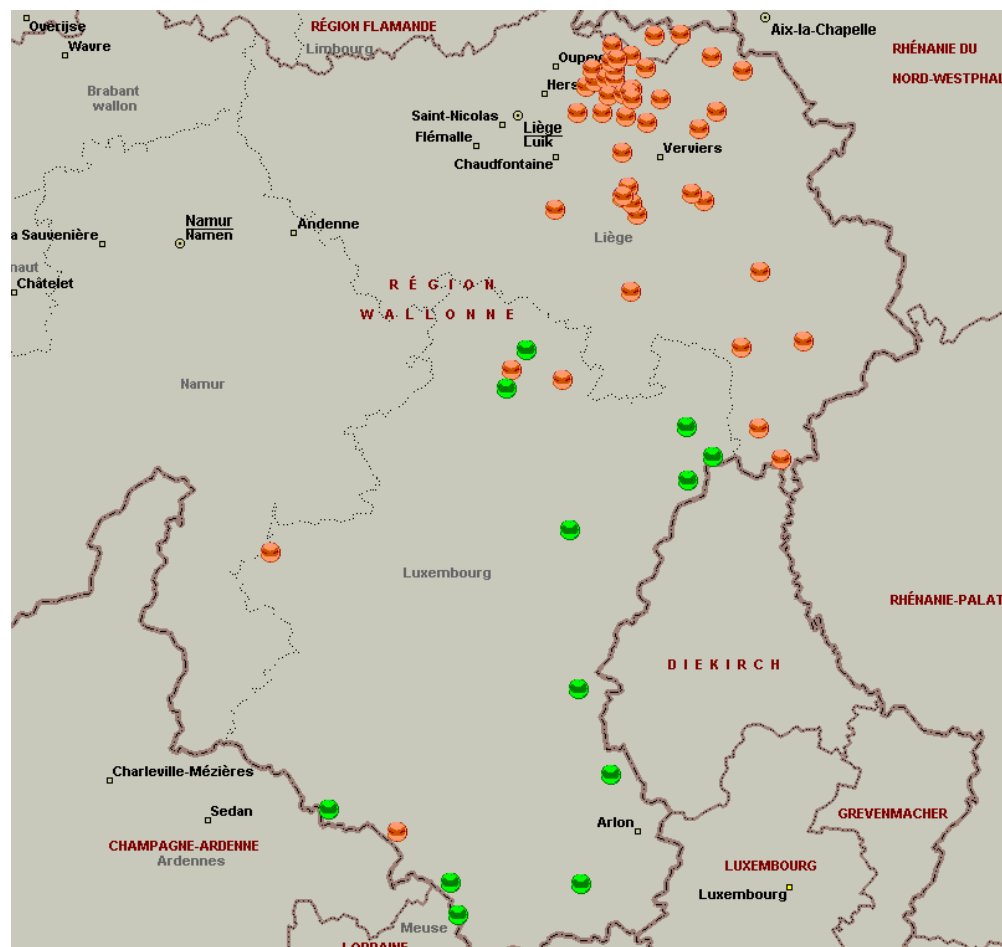 Overijse
RÉGION FLAMANDE
Aix-la-Chapelle
Wavre
Limbourg
RHÉNANIE DU
NORD-WESTPHAL
Brabant
wallon
Saint-Nicolas
Liège
Luik
Flémalle
Chaudfontaine
Verviers
Namur
Namen
Andenne
a Sauvenière
Liège
naut
Châtelet
RÉGION
WALLONNE
Namur
Luxembourg
RHÉNANIE-PALAT
DIEKIRCH
Charleville-Mézières
Sedan
Arlon
GREVENMACHER
CHAMPAGNE-ARDENNE
Ardennes
LUXEMBOURG
Luxembourg
Meuse
LORRAINE